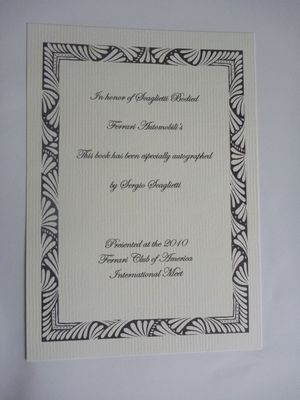 In honor of Scaglietti Bodied
Ferrari Automobili's
This book has been especially autographed
by Sergio Scaglietti
Presented at the 2010
Ferrari Club of America
International Meet